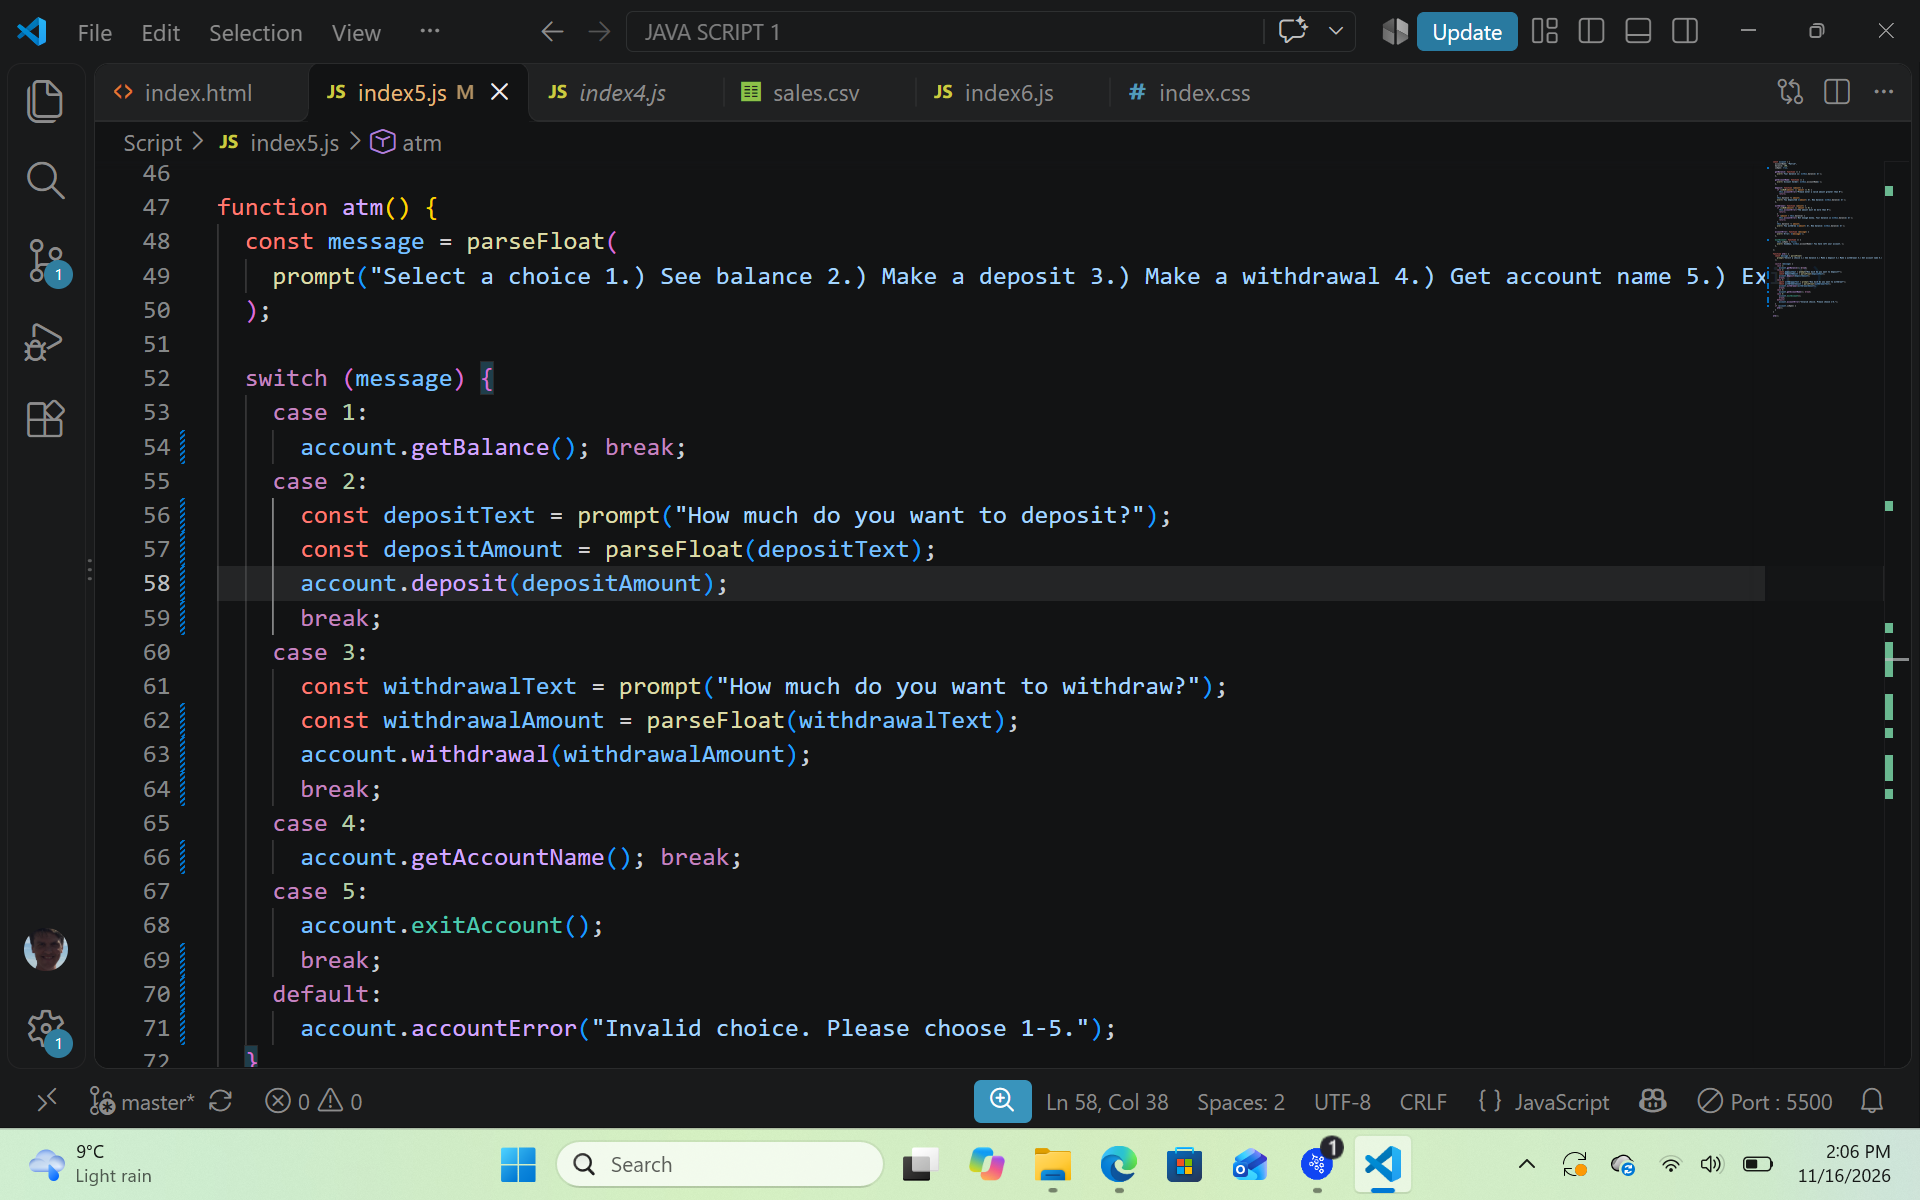 File Edit Selection View ··· JAVA SCRIPT 1 Update
index.html JS index5.js M JS index4.js sales.csv JS index6.js # index.css
Script > JS index5.js > atm
46
47 function atm() {
48 const message = parseFloat(
49 prompt("Select a choice 1.) See balance 2.) Make a deposit 3.) Make a withdrawal 4.) Get account name 5.) Ex
50 );
51
52 switch (message) {
53 case 1:
54 account.getBalance(); break;
55 case 2:
56 const depositText = prompt("How much do you want to deposit?");
57 const depositAmount = parseFloat(depositText);
58 account.deposit(depositAmount);
59 break;
60 case 3:
61 const withdrawalText = prompt("How much do you want to withdraw?");
62 const withdrawalAmount = parseFloat(withdrawalText);
63 account.withdrawal(withdrawalAmount);
64 break;
65 case 4:
66 account.getAccountName(); break;
67 case 5:
68 account.exitAccount();
69 break;
70 default:
71 account.accountError("Invalid choice. Please choose 1-5.");
72 }
1
1
master* 0 0 Ln 58, Col 38 Spaces: 2 UTF-8 CRLF { } JavaScript Port : 5500
9°C
Light rain
Search
1
2:06 PM
11/16/2026